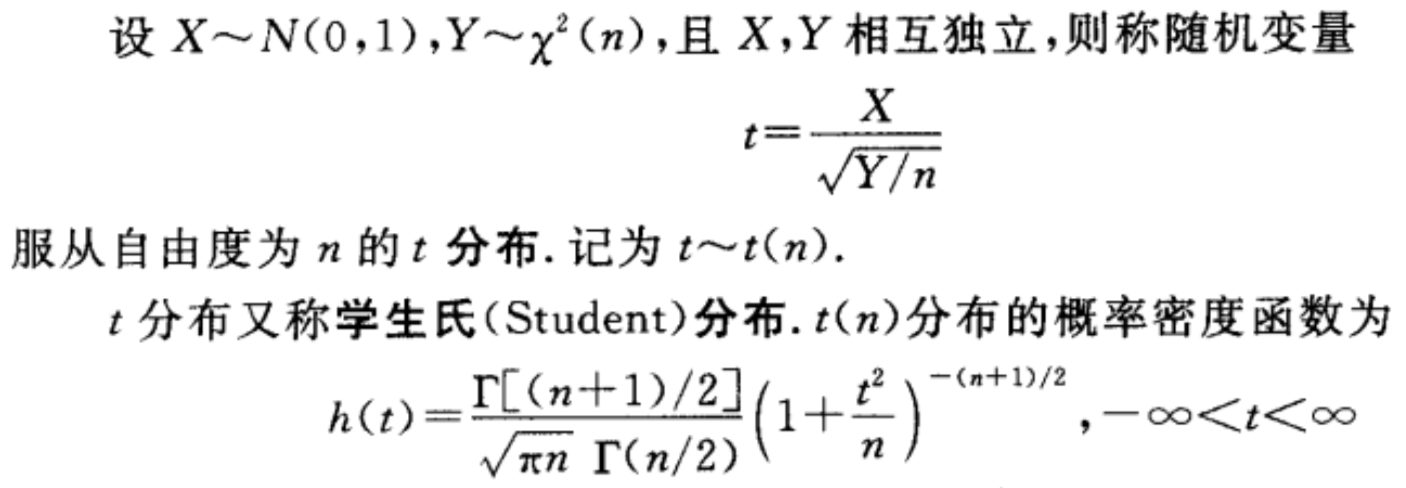 设 X～N(0,1),Y～χ²(n),且 X,Y 相互独立,则称随机变量
t=X/√(Y/n)
服从自由度为 n 的 t 分布. 记为 t～t(n).
t 分布又称学生氏(Student)分布. t(n)分布的概率密度函数为
h(t)=Γ[(n+1)/2]/(√(πn) Γ(n/2)) (1+t²/n)^(-(n+1)/2), -∞<t<∞